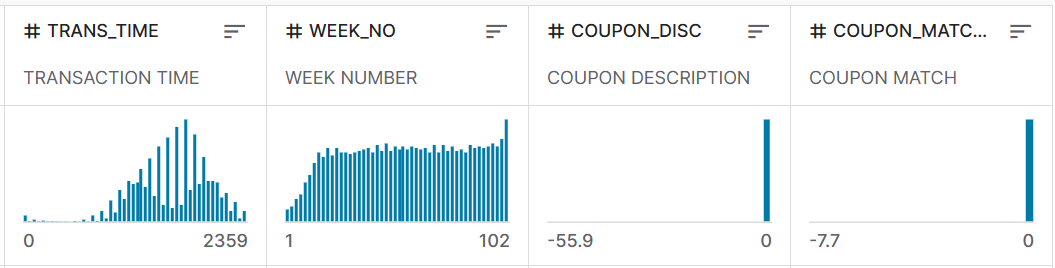 # TRANS_TIME
# WEEK_NO
# COUPON_DISC
# COUPON_MATC...
TRANSACTION TIME
WEEK NUMBER
COUPON DESCRIPTION
COUPON MATCH
0 2359
1 102
-55.9 0
-7.7 0